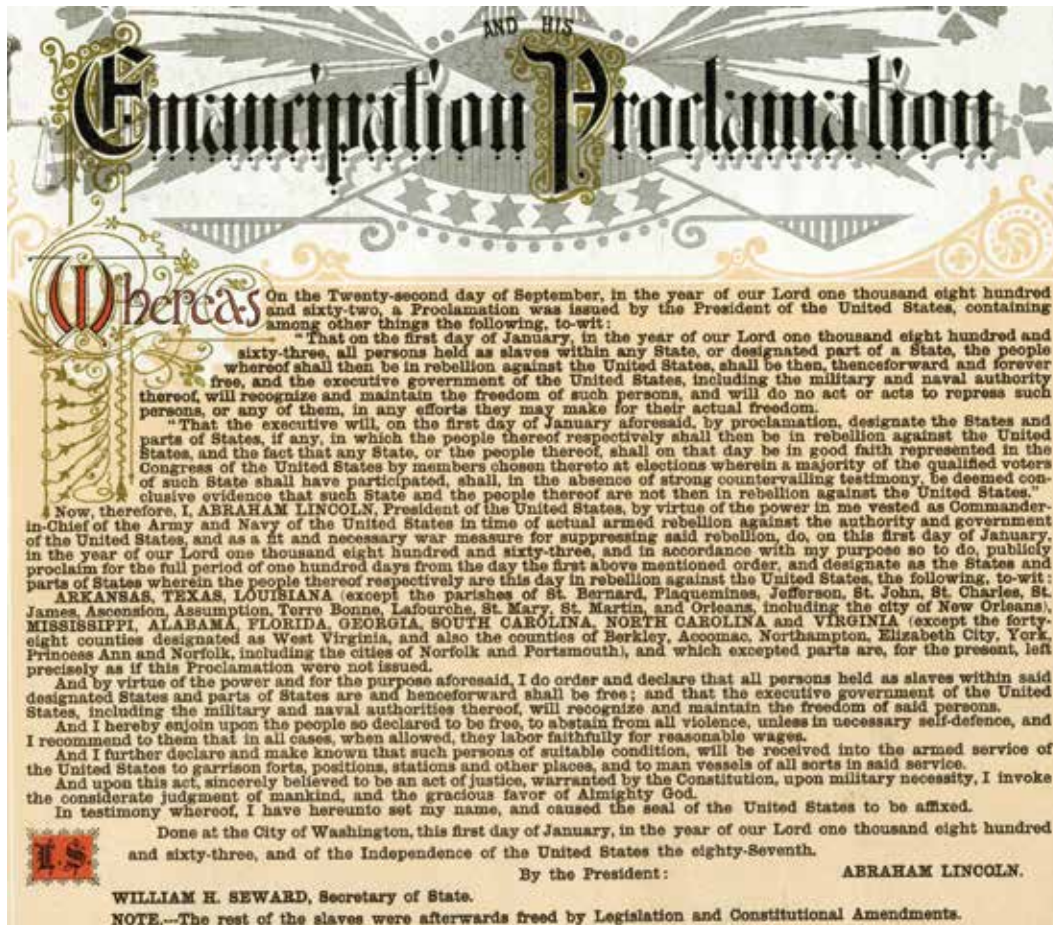 AND HIS
Emancipation Proclamation
Whereas On the Twenty-second day of September, in the year of our Lord one thousand eight hundred
and sixty-two, a Proclamation was issued by the President of the United States, containing
among other things the following, to-wit:
"That on the first day of January, in the year of our Lord one thousand eight hundred and
sixty-three, all persons held as slaves within any State, or designated part of a State, the people
whereof shall then be in rebellion against the United States, shall be then, thenceforward and forever
free, and the executive government of the United States, including the military and naval authority
thereof, will recognize and maintain the freedom of such persons, and will do no act or acts to repress such
persons, or any of them, in any efforts they may make for their actual freedom.
"That the executive will, on the first day of January aforesaid, by proclamation, designate the States and
parts of States, if any, in which the people thereof respectively shall then be in rebellion against the United
States, and the fact that any State, or the people thereof, shall on that day be in good faith represented in the
Congress of the United States by members chosen thereto at elections wherein a majority of the qualified voters
of such State shall have participated, shall, in the absence of strong countervailing testimony, be deemed con-
clusive evidence that such State and the people thereof are not then in rebellion against the United States."
Now, therefore, I, ABRAHAM LINCOLN, President of the United States, by virtue of the power in me vested as Commander-
in-Chief of the Army and Navy of the United States in time of actual armed rebellion against the authority and government
of the United States, and as a fit and necessary war measure for suppressing said rebellion, do, on this first day of January,
in the year of our Lord one thousand eight hundred and sixty-three, and in accordance with my purpose so to do, publicly
proclaim for the full period of one hundred days from the day the first above mentioned order, and designate as the States and
parts of States wherein the people thereof respectively are this day in rebellion against the United States, the following, to-wit:
ARKANSAS, TEXAS, LOUISIANA (except the parishes of St. Bernard, Plaquemines, Jefferson, St. John, St. Charles, St.
James, Ascension, Assumption, Terre Bonne, Lafourche, St. Mary, St. Martin, and Orleans, including the city of New Orleans),
MISSISSIPPI, ALABAMA, FLORIDA, GEORGIA, SOUTH CAROLINA, NORTH CAROLINA and VIRGINIA (except the forty-
eight counties designated as West Virginia, and also the counties of Berkley, Accomac, Northampton, Elizabeth City, York,
Princess Ann and Norfolk, including the cities of Norfolk and Portsmouth), and which excepted parts are, for the present, left
precisely as if this Proclamation were not issued.
And by virtue of the power and for the purpose aforesaid, I do order and declare that all persons held as slaves within said
designated States and parts of States are and henceforward shall be free; and that the executive government of the United
States, including the military and naval authorities thereof, will recognize and maintain the freedom of said persons.
And I hereby enjoin upon the people so declared to be free, to abstain from all violence, unless in necessary self-defence, and
I recommend to them that in all cases, when allowed, they labor faithfully for reasonable wages.
And I further declare and make known that such persons of suitable condition, will be received into the armed service of
the United States to garrison forts, positions, stations and other places, and to man vessels of all sorts in said service.
And upon this act, sincerely believed to be an act of justice, warranted by the Constitution, upon military necessity, I invoke
the considerate judgment of mankind, and the gracious favor of Almighty God.
In testimony whereof, I have hereunto set my name, and caused the seal of the United States to be affixed.
L.S. Done at the City of Washington, this first day of January, in the year of our Lord one thousand eight hundred
and sixty-three, and of the Independence of the United States the eighty-Seventh.
By the President: ABRAHAM LINCOLN.
WILLIAM H. SEWARD, Secretary of State.
NOTE.---The rest of the slaves were afterwards freed by Legislation and Constitutional Amendments.